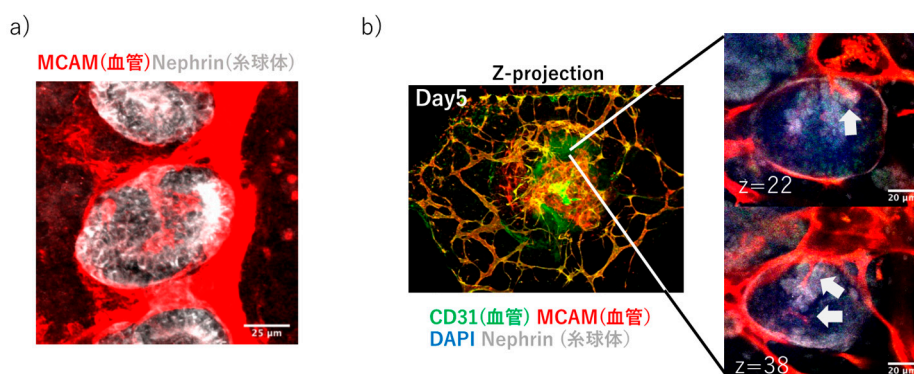 a)
MCAM(血管)Nephrin(糸球体)
25 μm
b)
Z-projection
Day5
CD31(血管) MCAM(血管)
DAPI Nephrin (糸球体)
z=22
20 μm
z=38
20 μm